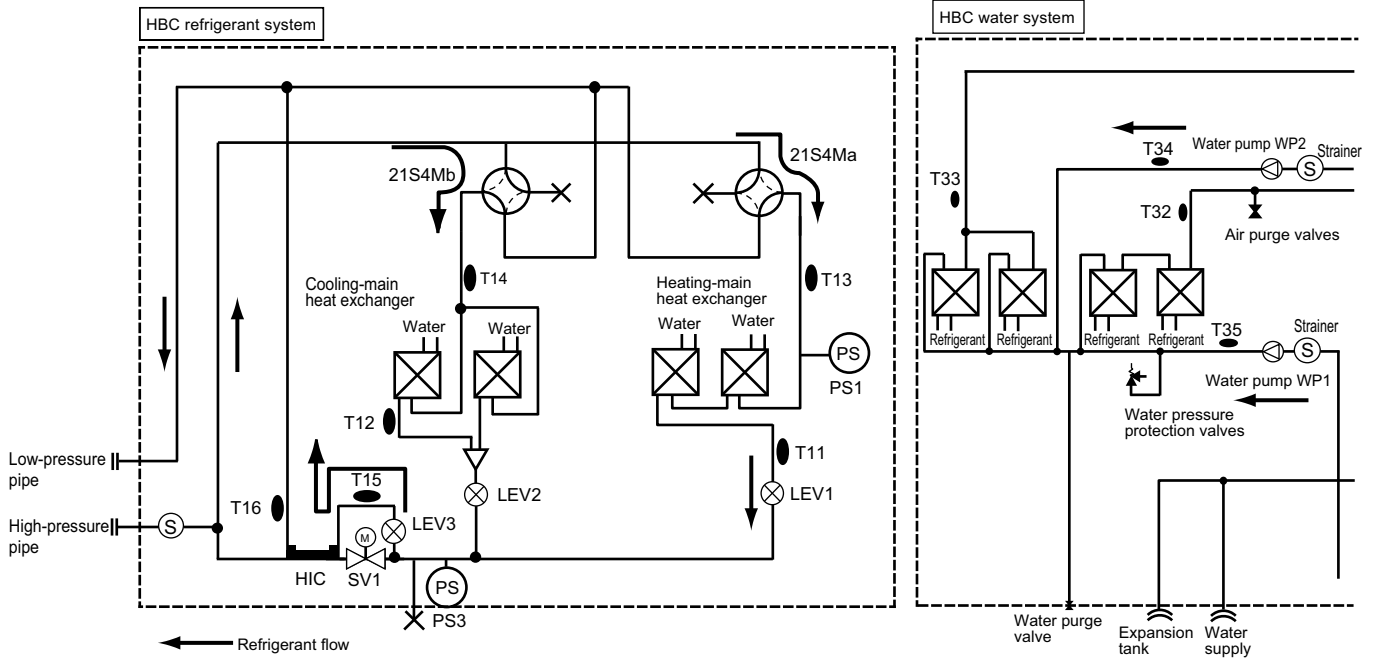 HBC refrigerant system
21S4Mb
21S4Ma
T14
T13
Cooling-main
heat exchanger
Heating-main
heat exchanger
Water
Water
Water
Water
PS
PS1
T12
T11
Low-pressure
pipe
T15
LEV2
LEV1
T16
High-pressure
pipe
S
LEV3
M
HIC
SV1
PS
PS3
Refrigerant flow
HBC water system
T34
Water pump WP2
Strainer
S
T33
T32
Air purge valves
Refrigerant
Refrigerant
Refrigerant
Refrigerant
T35
Strainer
S
Water pump WP1
Water pressure
protection valves
Water purge
valve
Expansion
tank
Water
supply